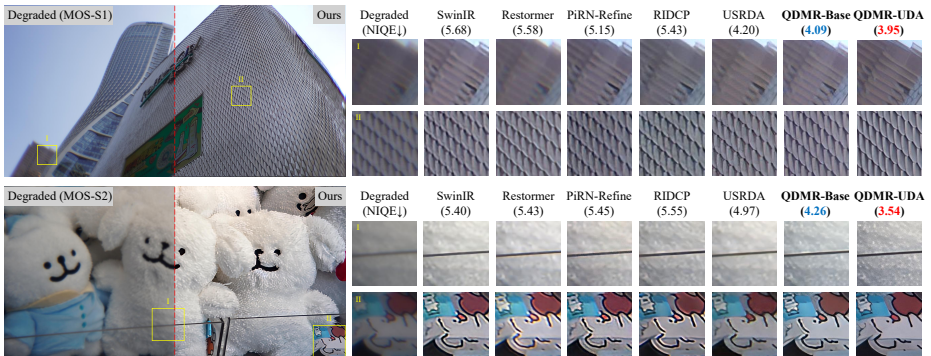 Degraded (MOS-S1) Ours
Degraded SwinIR Restormer PiRN-Refine RIDCP USRDA QDMR-Base QDMR-UDA
(NIQE↓) (5.68) (5.58) (5.15) (5.43) (4.20) (4.09) (3.95)
I
II
I
II
Degraded (MOS-S2) Ours
Degraded SwinIR Restormer PiRN-Refine RIDCP USRDA QDMR-Base QDMR-UDA
(NIQE↓) (5.40) (5.43) (5.45) (5.55) (4.97) (4.26) (3.54)
I
II
I
II